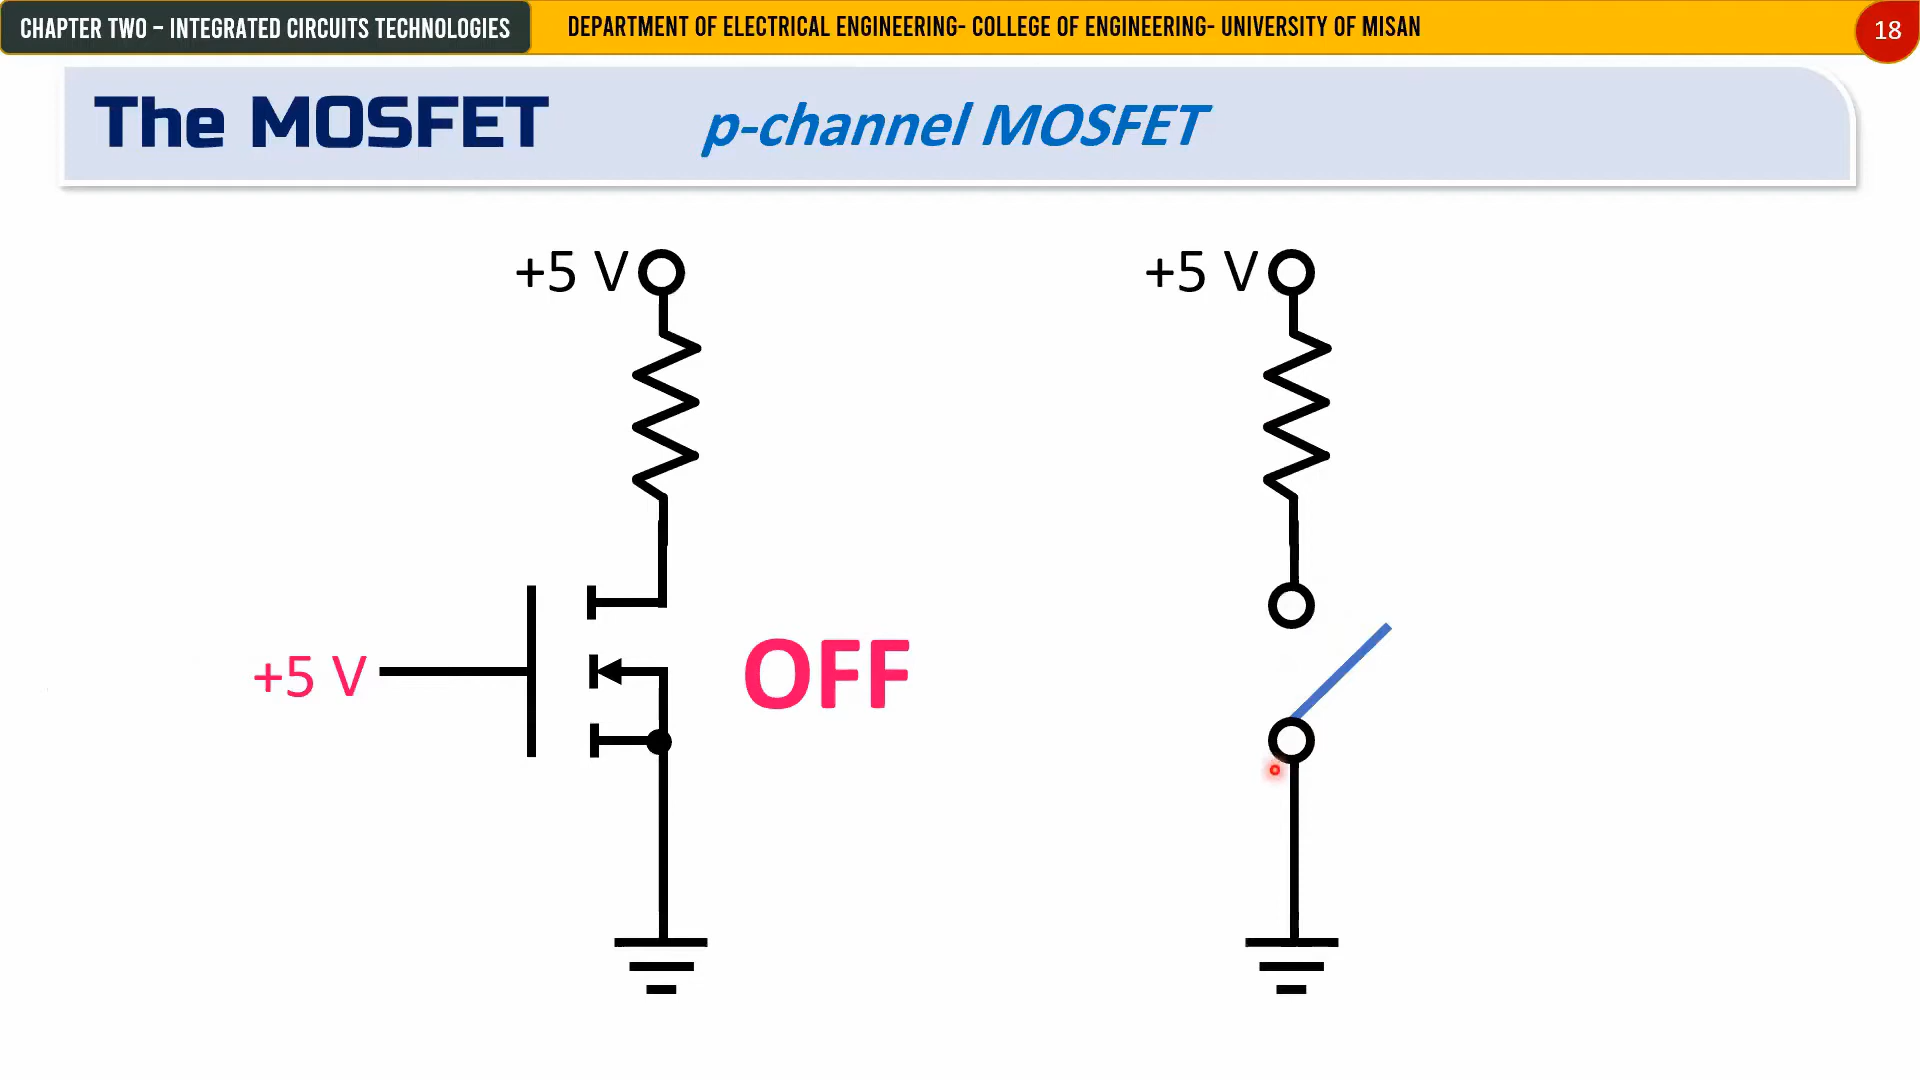 CHAPTER TWO – INTEGRATED CIRCUITS TECHNOLOGIES
DEPARTMENT OF ELECTRICAL ENGINEERING- COLLEGE OF ENGINEERING- UNIVERSITY OF MISAN
18
The MOSFET
p-channel MOSFET
+5 V
+5 V
+5 V
OFF